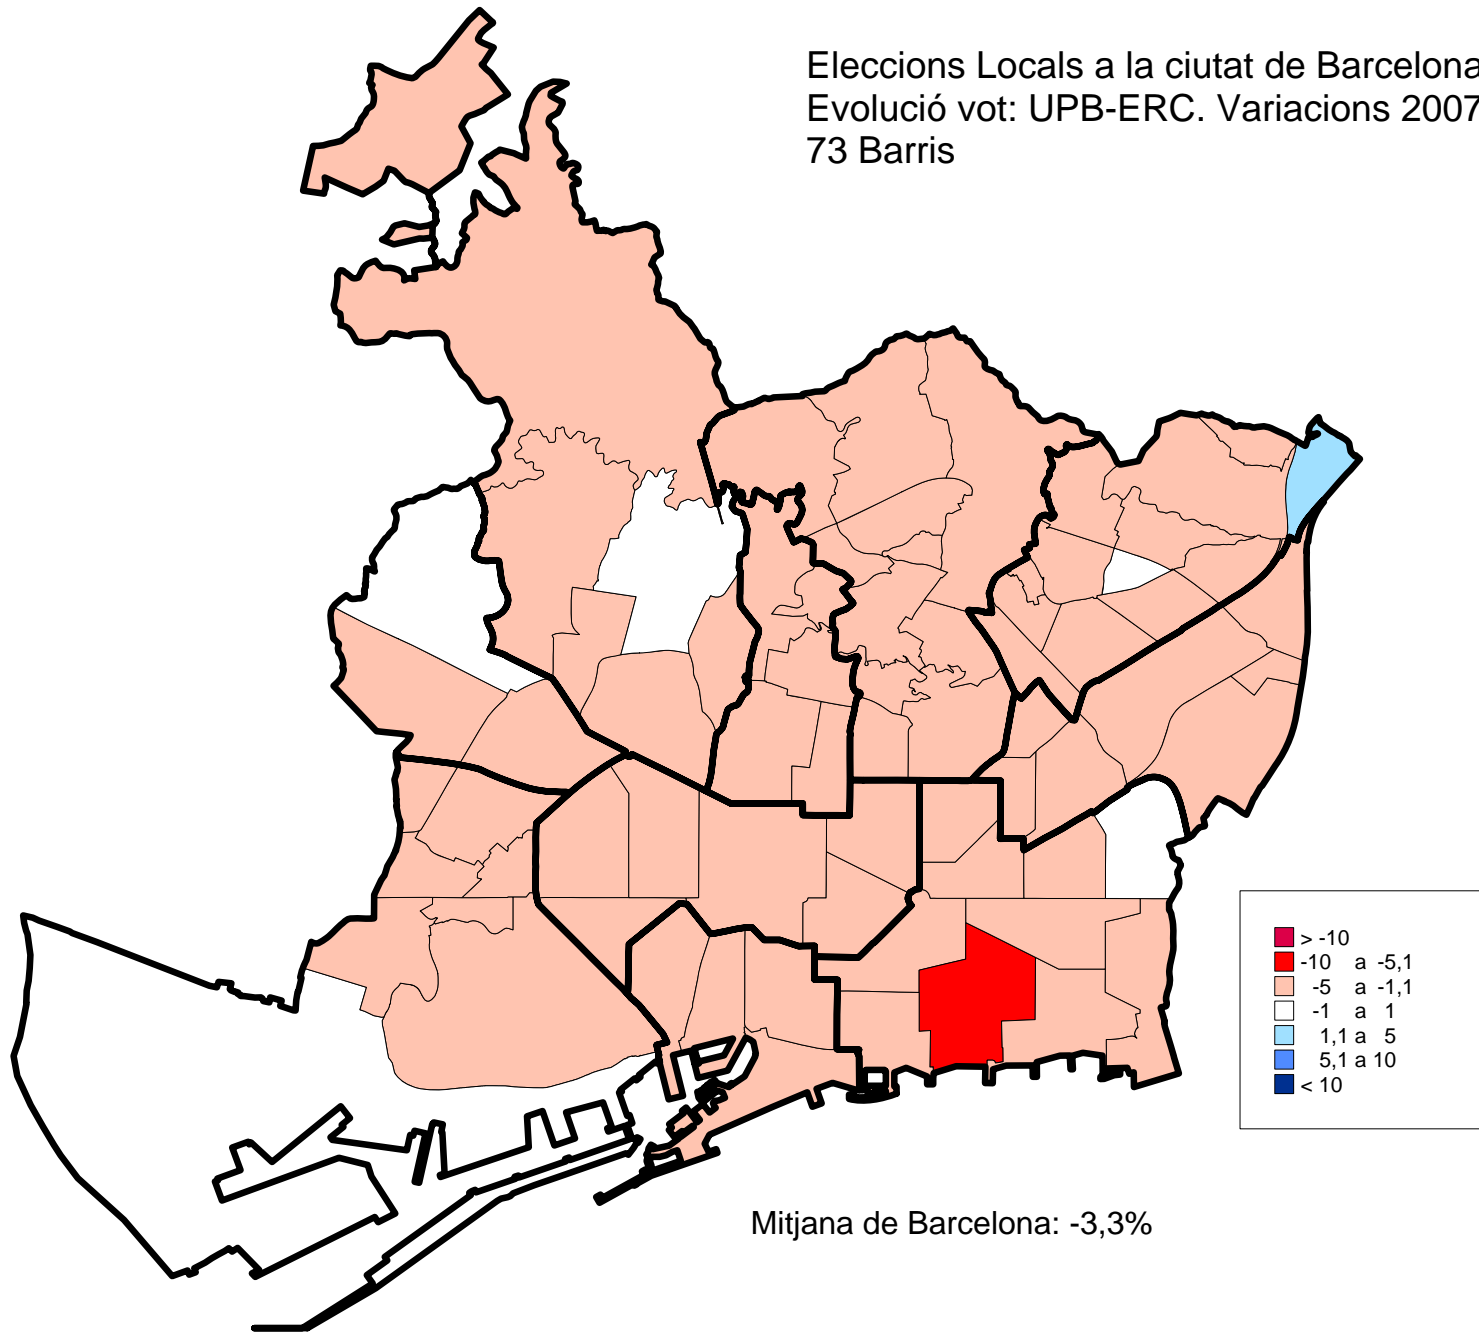 Eleccions Locals a la ciutat de Barcelona
Evolució vot: UPB-ERC. Variacions 2007
73 Barris
> -10
-10 a -5,1
-5 a -1,1
-1 a 1
1,1 a 5
5,1 a 10
< 10
Mitjana de Barcelona: -3,3%